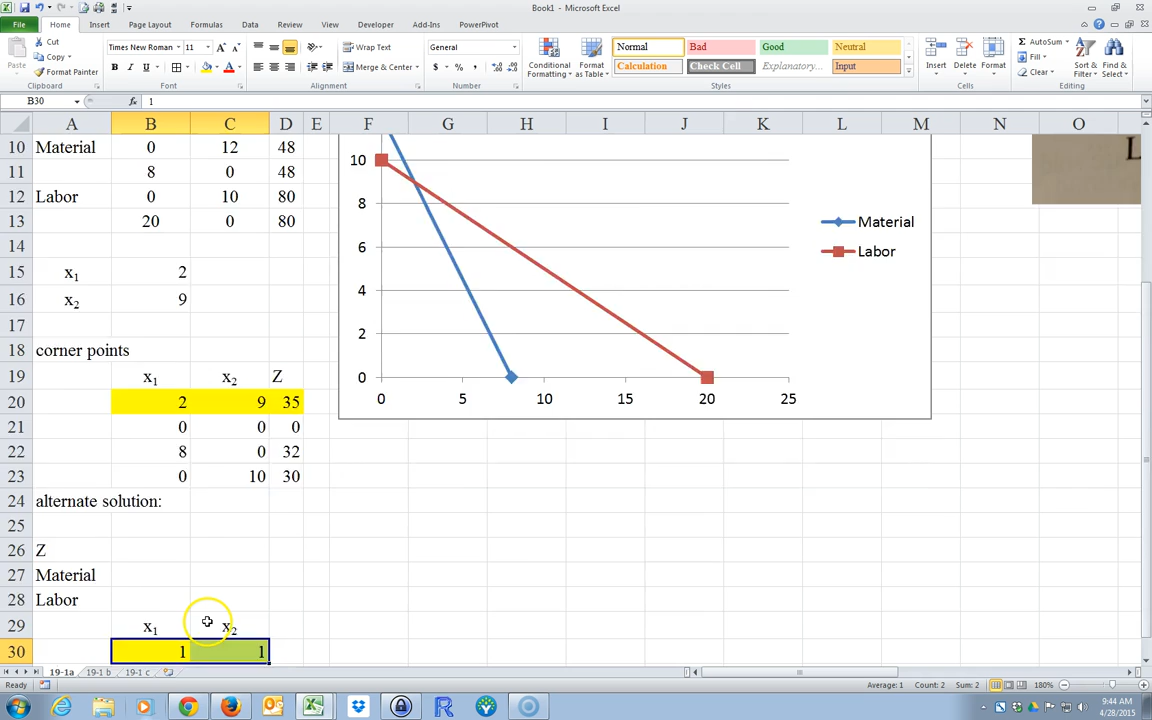 Book1 - Microsoft Excel
File Home Insert Page Layout Formulas Data Review View Developer Add-Ins PowerPivot
Cut
Copy
Format Painter
Paste
Clipboard
Times New Roman 11
B I U
Font
Wrap Text
Merge & Center
Alignment
General
$ % ,
Number
Conditional Formatting
Format as Table
Normal Bad Good Neutral
Calculation Check Cell Explanatory... Input
Styles
Insert Delete Format
Cells
AutoSum
Fill
Clear
Sort & Filter
Find & Select
Editing
B30 fx 1
A B C D E F G H I J K L M N O
10 Material 0 12 48
11 8 0 48
12 Labor 0 10 80
13 20 0 80
14
15 x1 2
16 x2 9
17
18 corner points
19 x1 x2 Z
20 2 9 35
21 0 0 0
22 8 0 32
23 0 10 30
24 alternate solution:
25
26 Z
27 Material
28 Labor
29 x1 x2
30 1 1
10
8
6
4
2
0
0 5 10 15 20 25
Material
Labor
L
19-1a 19-1 b 19-1 c
Ready Average: 1 Count: 2 Sum: 2 180%
9:44 AM
4/28/2015